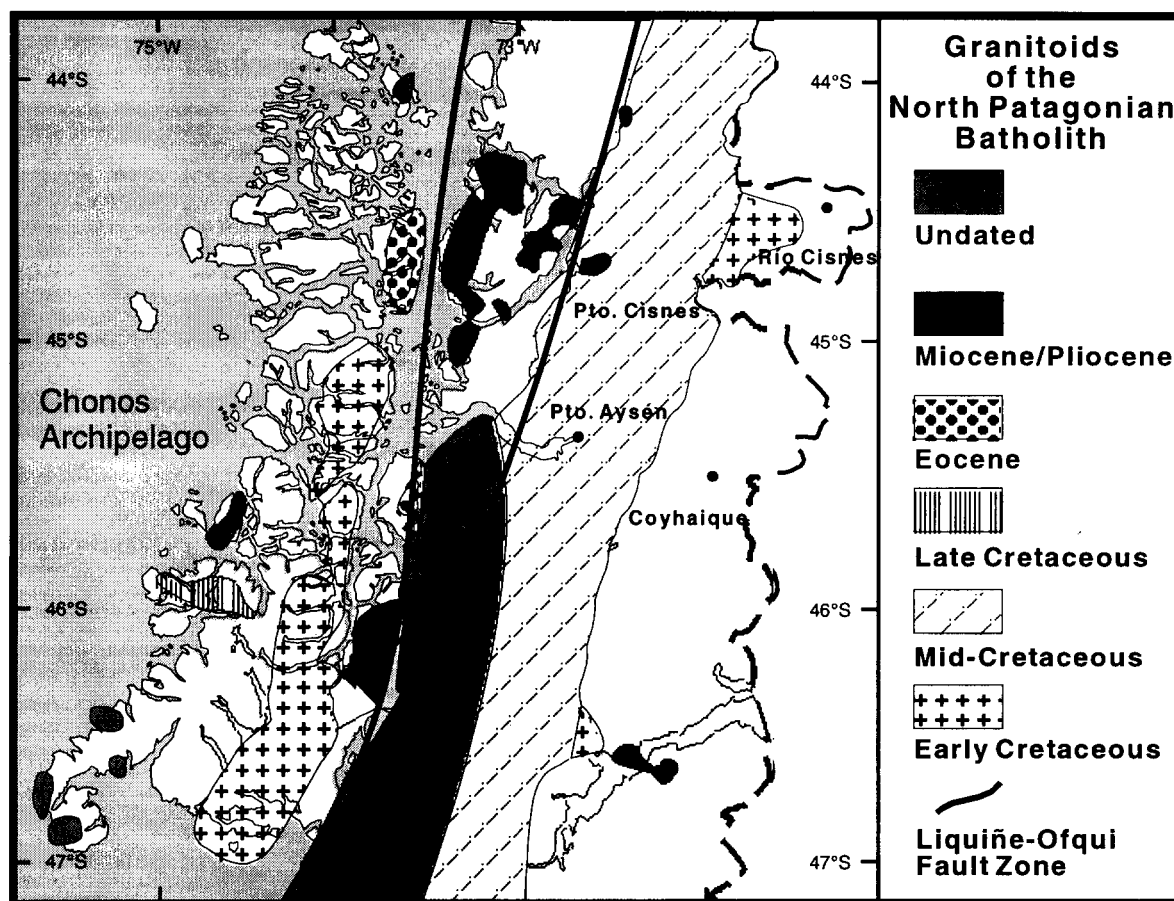 75°W
73°W
44°S
44°S
Río Cisnes
Pto. Cisnes
45°S
45°S
Chonos
Archipelago
Pto. Aysén
Coyhaique
46°S
46°S
47°S
47°S
Granitoids
of the
North Patagonian
Batholith
Undated
Miocene/Pliocene
Eocene
Late Cretaceous
Mid-Cretaceous
Early Cretaceous
Liquiñe-Ofqui
Fault Zone